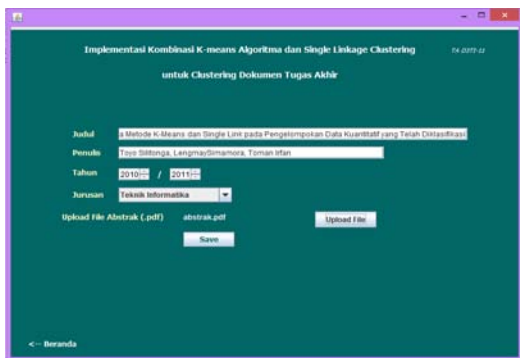 Implementasi Kombinasi K-means Algoritma dan Single Linkage Clustering
untuk Clustering Dokumen Tugas Akhir
Judul a Metode K-Means dan Single Link pada Pengelompokan Data Kuantitatif yang Telah Diklasifikasi
Penulis Toyo Silitonga, Simamora, Toman Irfan
Tahun 2010 / 2011
Jurusan Teknik Informatika
Upload File Abstrak (.pdf) abstrak.pdf Upload File
Save
<-- Beranda